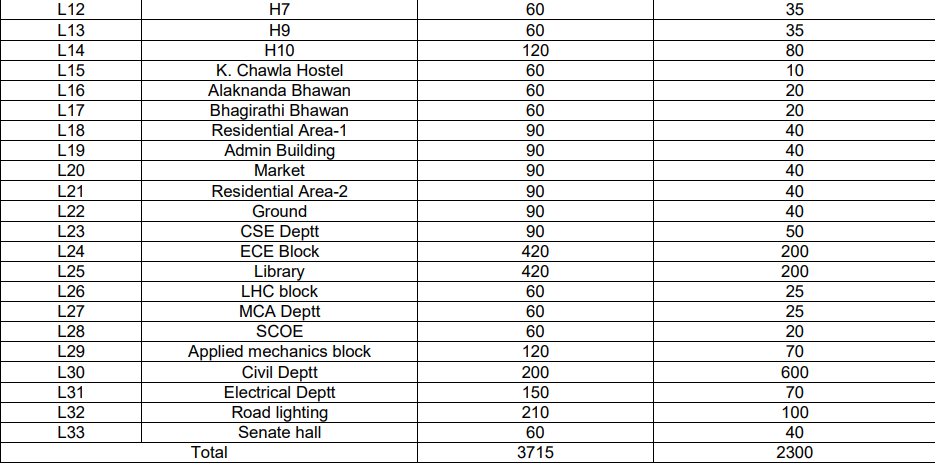 L12 H7 60 35
L13 H9 60 35
L14 H10 120 80
L15 K. Chawla Hostel 60 10
L16 Alaknanda Bhawan 60 20
L17 Bhagirathi Bhawan 60 20
L18 Residential Area-1 90 40
L19 Admin Building 90 40
L20 Market 90 40
L21 Residential Area-2 90 40
L22 Ground 90 40
L23 CSE Deptt 90 50
L24 ECE Block 420 200
L25 Library 420 200
L26 LHC block 60 25
L27 MCA Deptt 60 25
L28 SCOE 60 20
L29 Applied mechanics block 120 70
L30 Civil Deptt 200 600
L31 Electrical Deptt 150 70
L32 Road lighting 210 100
L33 Senate hall 60 40
Total 3715 2300